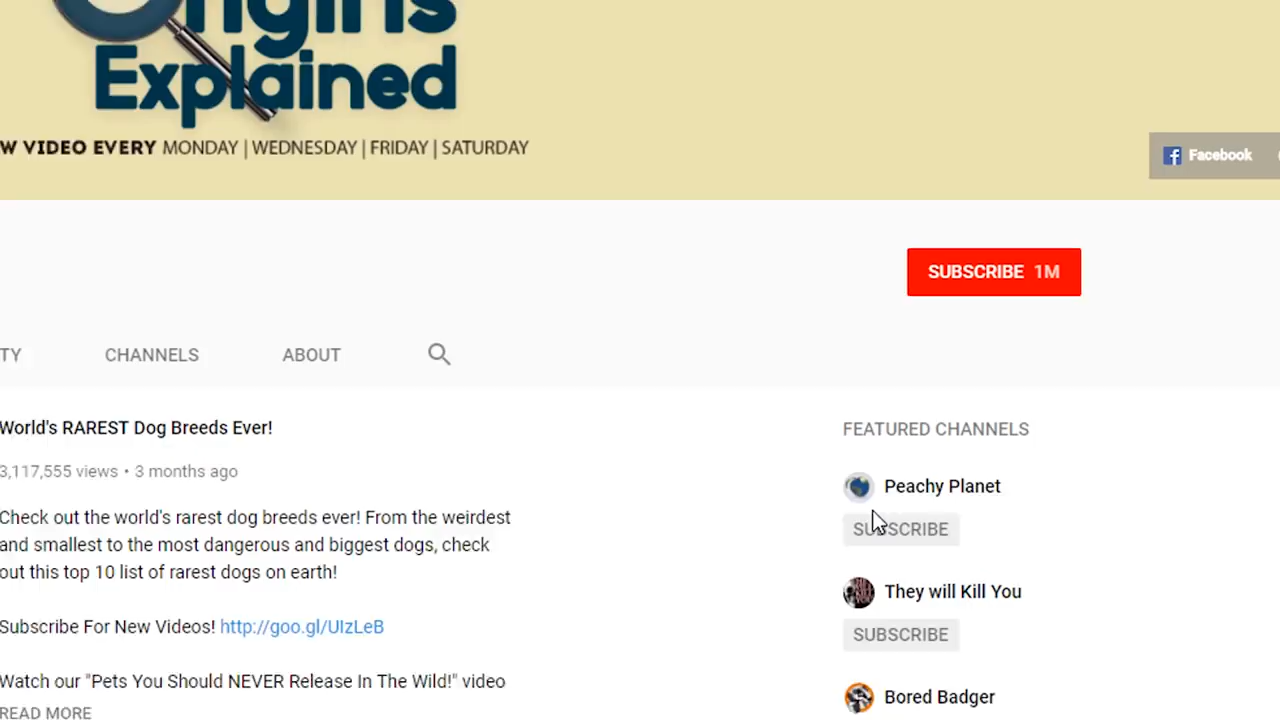 Origins
Explained
W VIDEO EVERY MONDAY | WEDNESDAY | FRIDAY | SATURDAY
Facebook
SUBSCRIBE 1M
TY
CHANNELS
ABOUT
World's RAREST Dog Breeds Ever!
3,117,555 views • 3 months ago
Check out the world's rarest dog breeds ever! From the weirdest
and smallest to the most dangerous and biggest dogs, check
out this top 10 list of rarest dogs on earth!
Subscribe For New Videos! http://goo.gl/UIzLeB
Watch our "Pets You Should NEVER Release In The Wild!" video
READ MORE
FEATURED CHANNELS
Peachy Planet
SUBSCRIBE
They will Kill You
SUBSCRIBE
Bored Badger